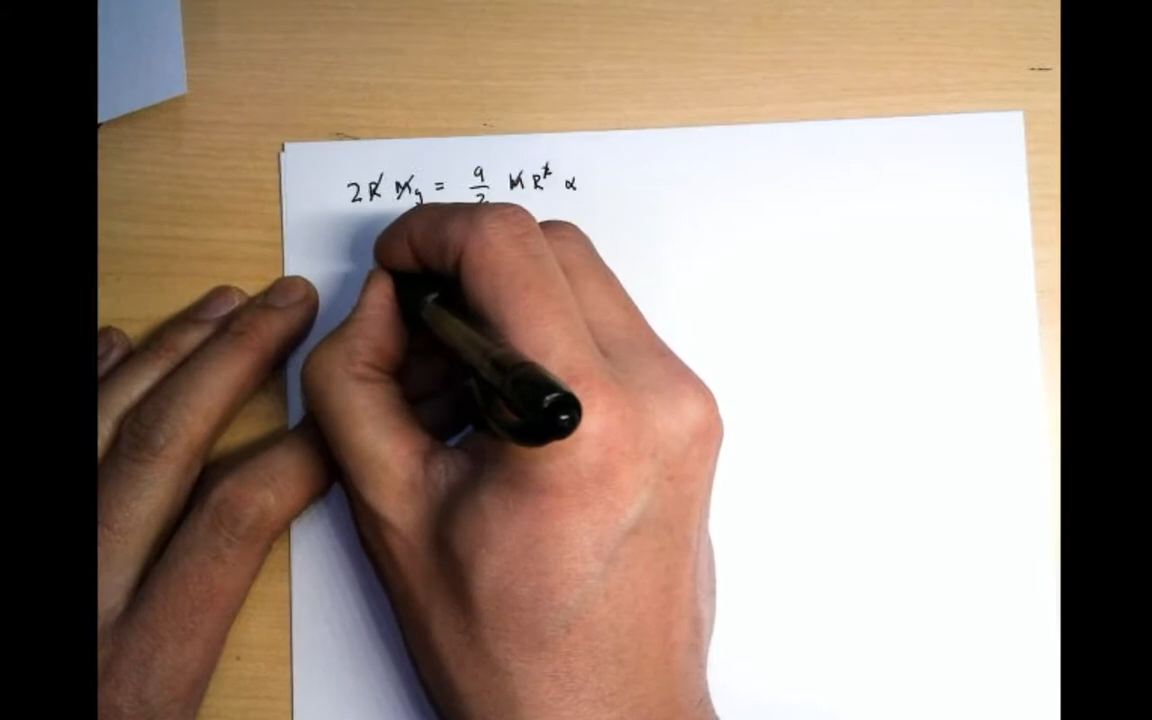 2R Mg = 9/2 MR² α